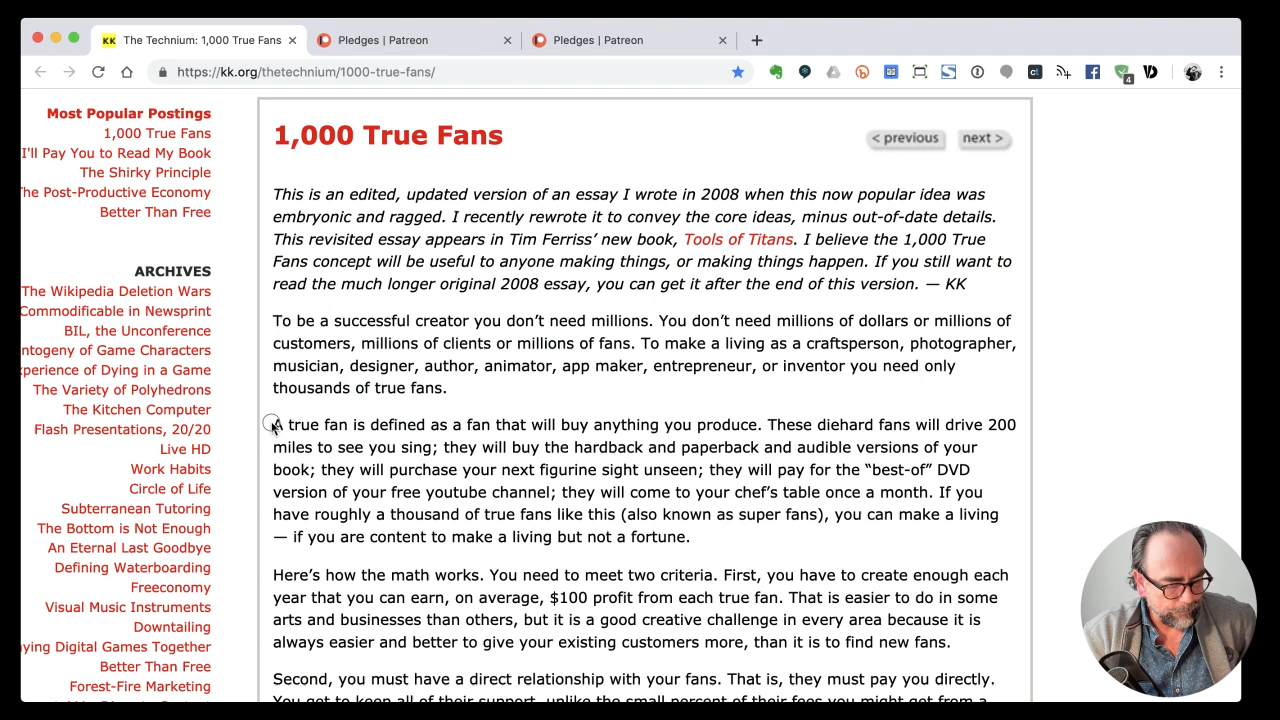 The Technium: 1,000 True Fans
Pledges | Patreon
Pledges | Patreon
https://kk.org/thetechnium/1000-true-fans/
4
Most Popular Postings
1,000 True Fans
I'll Pay You to Read My Book
The Shirky Principle
The Post-Productive Economy
Better Than Free
ARCHIVES
The Wikipedia Deletion Wars
Commodificable in Newsprint
BIL, the Unconference
ntogeny of Game Characters
xperience of Dying in a Game
The Variety of Polyhedrons
The Kitchen Computer
Flash Presentations, 20/20
Live HD
Work Habits
Circle of Life
Subterranean Tutoring
The Bottom is Not Enough
An Eternal Last Goodbye
Defining Waterboarding
Freeconomy
Visual Music Instruments
Downtailing
aying Digital Games Together
Better Than Free
Forest-Fire Marketing
1,000 True Fans
< previous
next >
This is an edited, updated version of an essay I wrote in 2008 when this now popular idea was
embryonic and ragged. I recently rewrote it to convey the core ideas, minus out-of-date details.
This revisited essay appears in Tim Ferriss’ new book, Tools of Titans. I believe the 1,000 True
Fans concept will be useful to anyone making things, or making things happen. If you still want to
read the much longer original 2008 essay, you can get it after the end of this version. — KK
To be a successful creator you don’t need millions. You don’t need millions of dollars or millions of
customers, millions of clients or millions of fans. To make a living as a craftsperson, photographer,
musician, designer, author, animator, app maker, entrepreneur, or inventor you need only
thousands of true fans.
A true fan is defined as a fan that will buy anything you produce. These diehard fans will drive 200
miles to see you sing; they will buy the hardback and paperback and audible versions of your
book; they will purchase your next figurine sight unseen; they will pay for the “best-of” DVD
version of your free youtube channel; they will come to your chef’s table once a month. If you
have roughly a thousand of true fans like this (also known as super fans), you can make a living
— if you are content to make a living but not a fortune.
Here’s how the math works. You need to meet two criteria. First, you have to create enough each
year that you can earn, on average, $100 profit from each true fan. That is easier to do in some
arts and businesses than others, but it is a good creative challenge in every area because it is
always easier and better to give your existing customers more, than it is to find new fans.
Second, you must have a direct relationship with your fans. That is, they must pay you directly.
You get to keep all of their support, unlike the small percent of their fees you might get from a